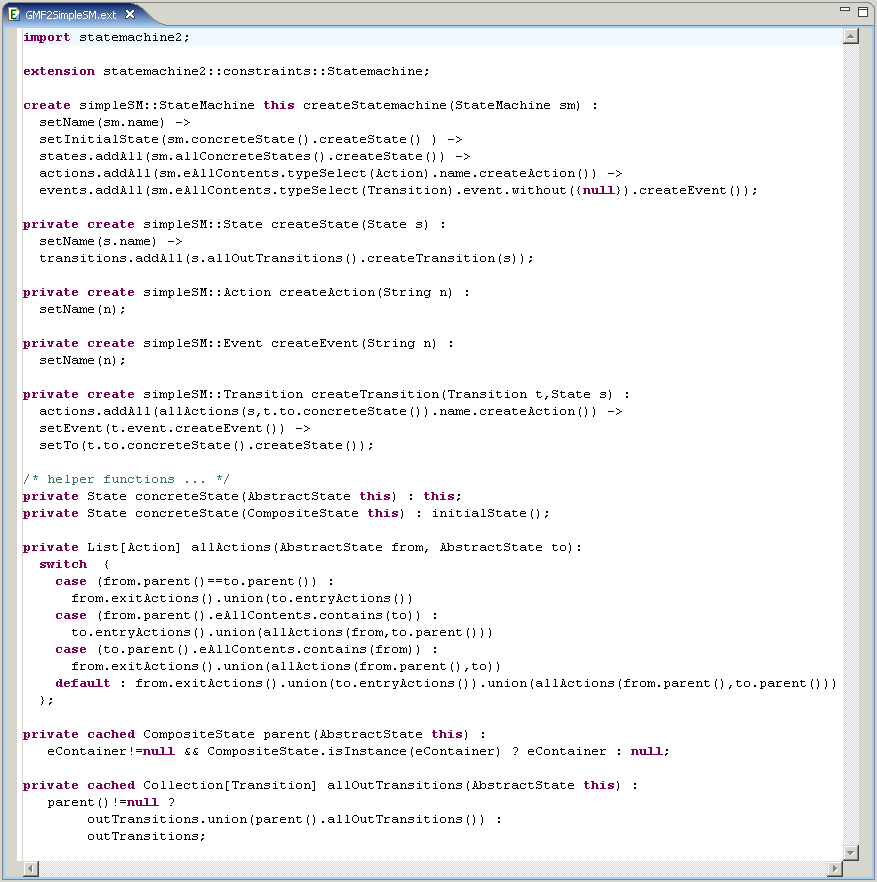 GMF2SimpleSM.ext
import statemachine2;
extension statemachine2::constraints::Statemachine;
create simpleSM::StateMachine this createStatemachine(StateMachine sm) :
setName(sm.name) ->
setInitialState(sm.concreteState().createState() ) ->
states.addAll(sm.allConcreteStates().createState()) ->
actions.addAll(sm.eAllContents.typeSelect(Action).name.createAction()) ->
events.addAll(sm.eAllContents.typeSelect(Transition).event.without({null}).createEvent());
private create simpleSM::State createState(State s) :
setName(s.name) ->
transitions.addAll(s.allOutTransitions().createTransition(s));
private create simpleSM::Action createAction(String n) :
setName(n);
private create simpleSM::Event createEvent(String n) :
setName(n);
private create simpleSM::Transition createTransition(Transition t,State s) :
actions.addAll(allActions(s,t.to.concreteState()).name.createAction()) ->
setEvent(t.event.createEvent()) ->
setTo(t.to.concreteState().createState());
/* helper functions ... */
private State concreteState(AbstractState this) : this;
private State concreteState(CompositeState this) : initialState();
private List[Action] allActions(AbstractState from, AbstractState to):
switch {
case (from.parent()==to.parent()) :
from.exitActions().union(to.entryActions())
case (from.parent().eAllContents.contains(to)) :
to.entryActions().union(allActions(from,to.parent()))
case (to.parent().eAllContents.contains(from)) :
from.exitActions().union(allActions(from.parent(),to))
default : from.exitActions().union(to.entryActions()).union(allActions(from.parent(),to.parent()))
};
private cached CompositeState parent(AbstractState this) :
eContainer!=null && CompositeState.isInstance(eContainer) ? eContainer : null;
private cached Collection[Transition] allOutTransitions(AbstractState this) :
parent()!=null ?
outTransitions.union(parent().allOutTransitions()) :
outTransitions;